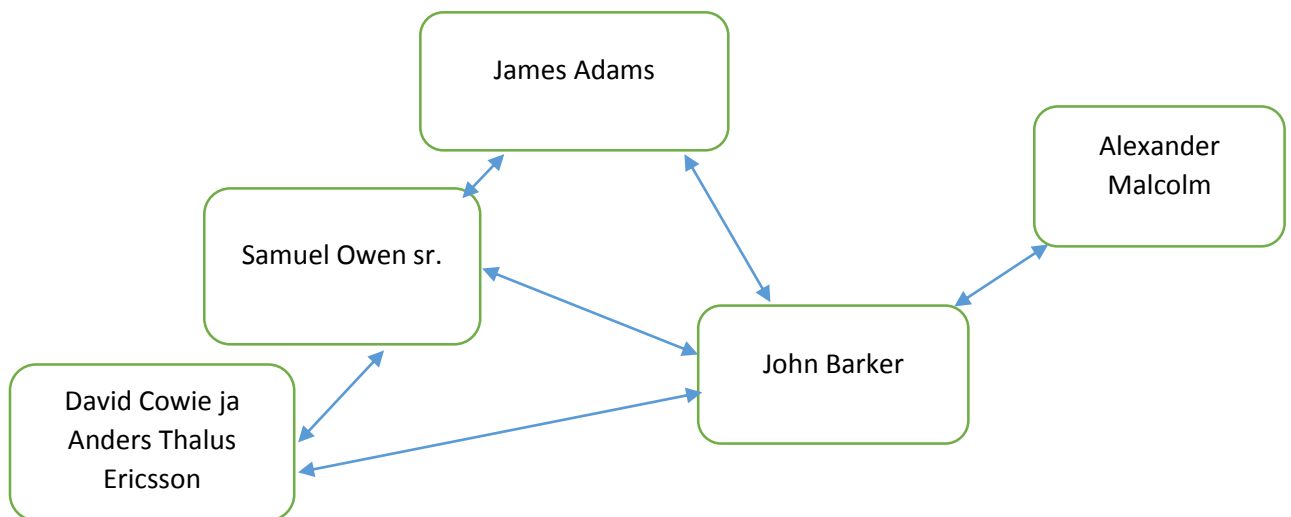 James Adams
Alexander
Malcolm
Samuel Owen sr.
John Barker
David Cowie ja
Anders Thalus
Ericsson